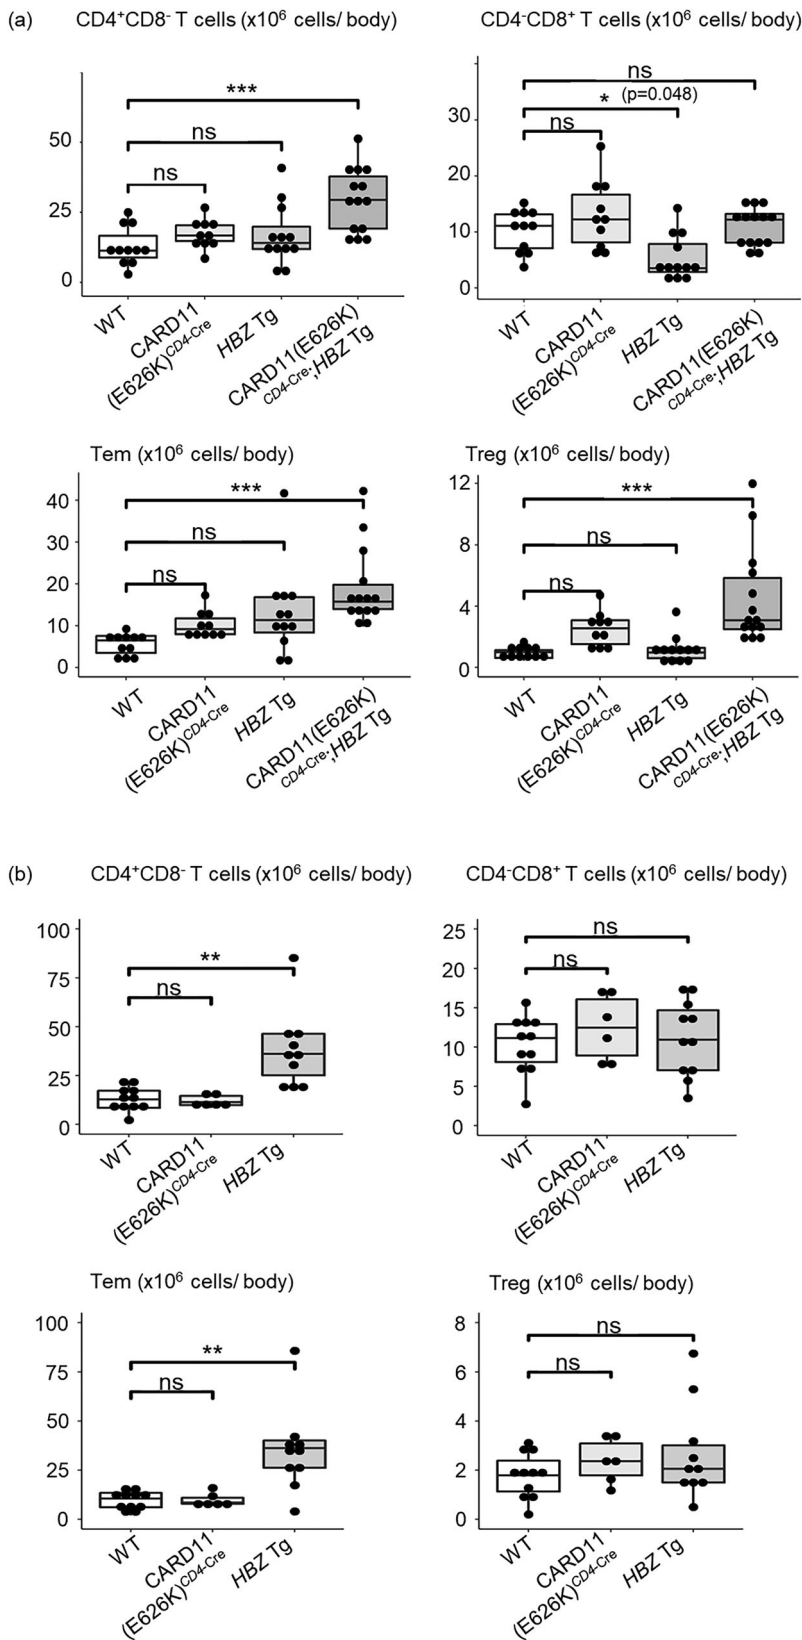 (a)
CD4⁺CD8⁻ T cells (x10⁶ cells/ body)
50
25
0
***
ns
ns
WT
CARD11
(E626K)ᶜᴰ⁴⁻ᶜʳᵉ
HBZ Tg
CARD11(E626K)
CD4-Cre;HBZ Tg
CD4⁻CD8⁺ T cells (x10⁶ cells/ body)
30
20
10
0
ns
* (p=0.048)
ns
WT
CARD11
(E626K)ᶜᴰ⁴⁻ᶜʳᵉ
HBZ Tg
CARD11(E626K)
CD4-Cre;HBZ Tg
Tem (x10⁶ cells/ body)
40
30
20
10
0
***
ns
ns
WT
CARD11
(E626K)ᶜᴰ⁴⁻ᶜʳᵉ
HBZ Tg
CARD11(E626K)
CD4-Cre;HBZ Tg
Treg (x10⁶ cells/ body)
12
8
4
0
***
ns
ns
WT
CARD11
(E626K)ᶜᴰ⁴⁻ᶜʳᵉ
HBZ Tg
CARD11(E626K)
CD4-Cre;HBZ Tg
(b)
CD4⁺CD8⁻ T cells (x10⁶ cells/ body)
100
75
50
25
0
**
ns
WT
CARD11
(E626K)ᶜᴰ⁴⁻ᶜʳᵉ
HBZ Tg
CD4⁻CD8⁺ T cells (x10⁶ cells/ body)
25
20
15
10
5
0
ns
ns
WT
CARD11
(E626K)ᶜᴰ⁴⁻ᶜʳᵉ
HBZ Tg
Tem (x10⁶ cells/ body)
100
75
50
25
0
**
ns
WT
CARD11
(E626K)ᶜᴰ⁴⁻ᶜʳᵉ
HBZ Tg
Treg (x10⁶ cells/ body)
8
6
4
2
0
ns
ns
WT
CARD11
(E626K)ᶜᴰ⁴⁻ᶜʳᵉ
HBZ Tg